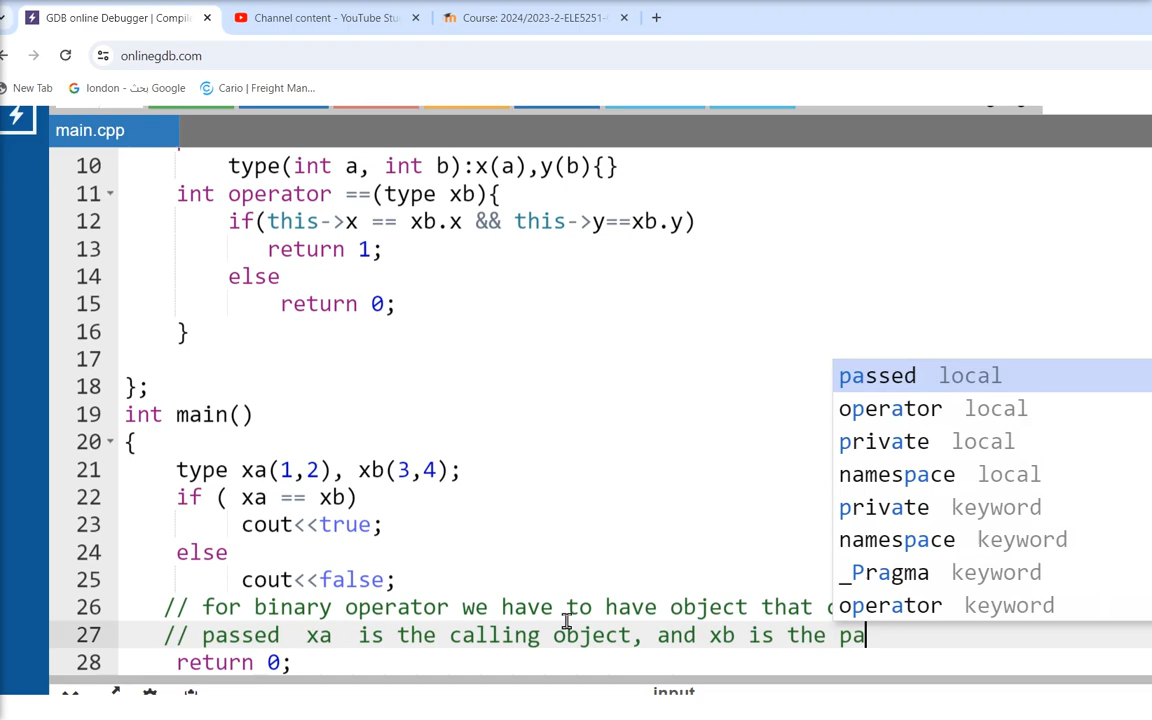 GDB online Debugger | Compile
Channel content - YouTube Stu
Course: 2024/2023-2-ELE5251-
onlinegdb.com
New Tab
london - بحث Google
Cario | Freight Man...
main.cpp
10 type(int a, int b):x(a),y(b){}
11 int operator ==(type xb){
12 if(this->x == xb.x && this->y==xb.y)
13 return 1;
14 else
15 return 0;
16 }
17
18 };
19 int main()
20 {
21 type xa(1,2), xb(3,4);
22 if ( xa == xb)
23 cout<<true;
24 else
25 cout<<false;
26 // for binary operator we have to have object that
27 // passed xa is the calling object, and xb is the pa
28 return 0;
passed local
operator local
private local
namespace local
private keyword
namespace keyword
_Pragma keyword
operator keyword
input